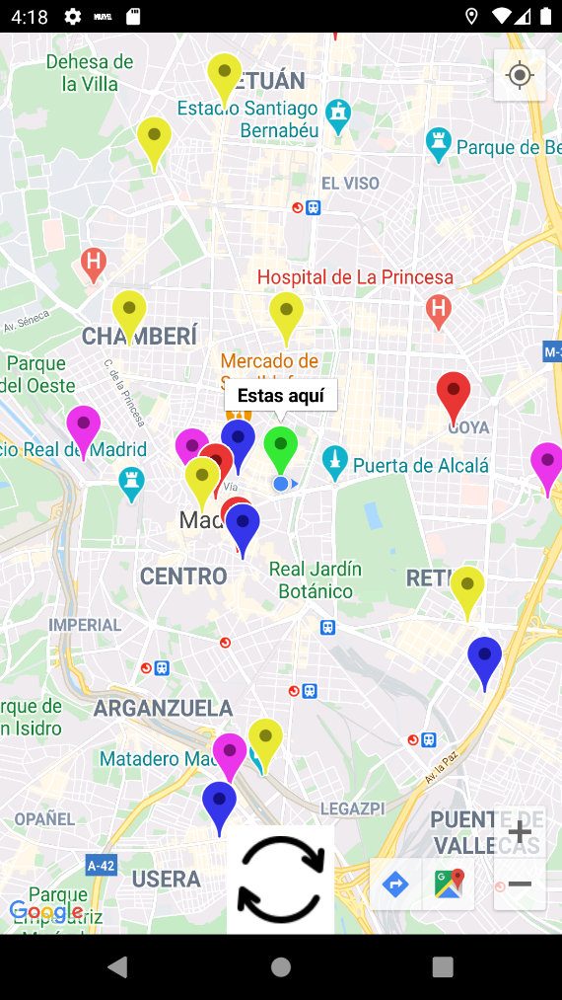 4:18
MARVEL
Dehesa de
la Villa
ETUÁN
Estadio Santiago
Bernabéu
Parque de Be
EL VISO
H
Hospital de La Princesa
H
Av. Séneca
CHAMBERÍ
M-3
Parque
del Oeste
Mercado de
C. de la Princesa
Estas aquí
GOYA
cio Real de Madrid
Puerta de Alcalá
Vía
Mad
CENTRO
Real Jardín
Botánico
RETI
IMPERIAL
rque de
n Isidro
ARGANZUELA
Matadero Mad
Av. la Paz
LEGAZPI
OPAÑEL
PUENTE DE
VALLECAS
A-42
USERA
Parque
Emperatriz
Google
G